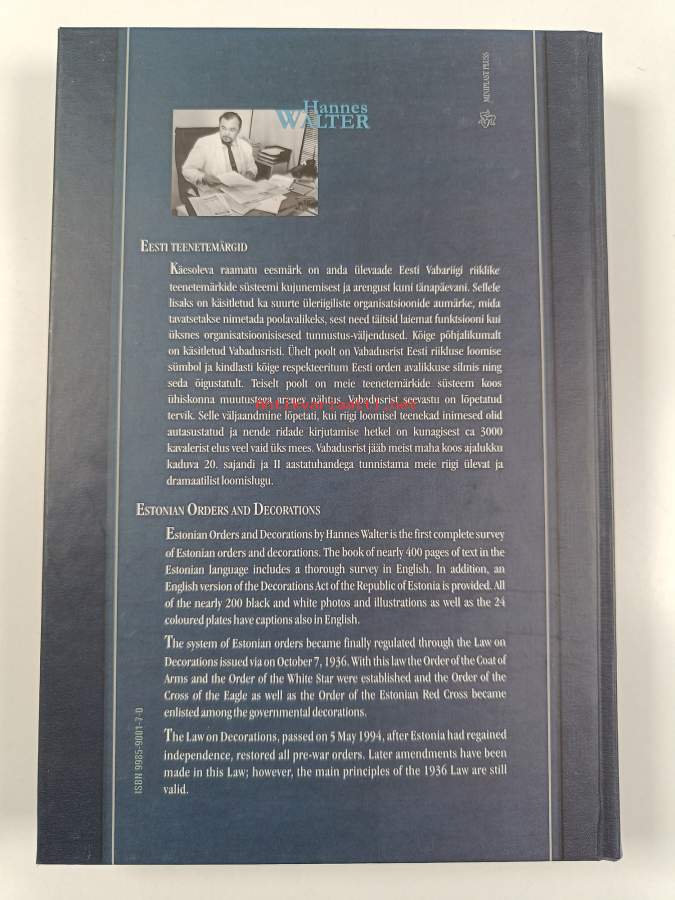 MINIPLAST PRESS
Hannes
WALTER
EESTI TEENETEMÄRGID
Käesoleva raamatu eesmärk on anda ülevaade Eesti Vabariigi riiklike
teenetemärkide süsteemi kujunemisest ja arengust kuni tänapäevani. Sellele
lisaks on käsitletud ka suurte üleriigiliste organisatsioonide aumärke, mida
tavatsetakse nimetada poolavalikeks, sest need täitsid laiemat funktsiooni kui
üksnes organisatsioonisisesed tunnustus-väljendused. Kõige põhjalikumalt
on käsitletud Vabadusristi. Ühelt poolt on Vabadusrist Eesti riikluse loomise
sümbol ja kindlasti kõige respekteeritum Eesti orden avalikkuse silmis ning
seda õigustatult. Teiselt poolt on meie teenetemärkide süsteem koos
ühiskonna muutustega arenev nähtus, Vabadusrist seevastu on lõpetatud
tervik. Selle väljaandmine lõpetati, kui riigi loomisel teenekad inimesed olid
autasustatud ja nende ridade kirjutamise hetkel on kunagisest ca 3000
kavalerist elus veel vaid üks mees. Vabadusrist jääb meist maha koos ajalukku
kaduva 20. sajandi ja II aastatuhandega tunnistama meie riigi ülevat ja
dramaatilist loomislugu.
ESTONIAN ORDERS AND DECORATIONS
Estonian Orders and Decorations by Hannes Walter is the first complete survey
of Estonian orders and decorations. The book of nearly 400 pages of text in the
Estonian language includes a thorough survey in English. In addition, an
English version of the Decorations Act of the Republic of Estonia is provided. All
of the nearly 200 black and white photos and illustrations as well as the 24
coloured plates have captions also in English.
The system of Estonian orders became finally regulated through the Law on
Decorations issued via on October 7, 1936. With this law the Order of the Coat of
Arms and the Order of the White Star were established and the Order of the
Cross of the Eagle as well as the Order of the Estonian Red Cross became
enlisted among the governmental decorations.
The Law on Decorations, passed on 5 May 1994, after Estonia had regained
independence, restored all pre-war orders. Later amendments have been
made in this Law; however, the main principles of the 1936 Law are still
valid.
ISBN 9985-9001-7-0